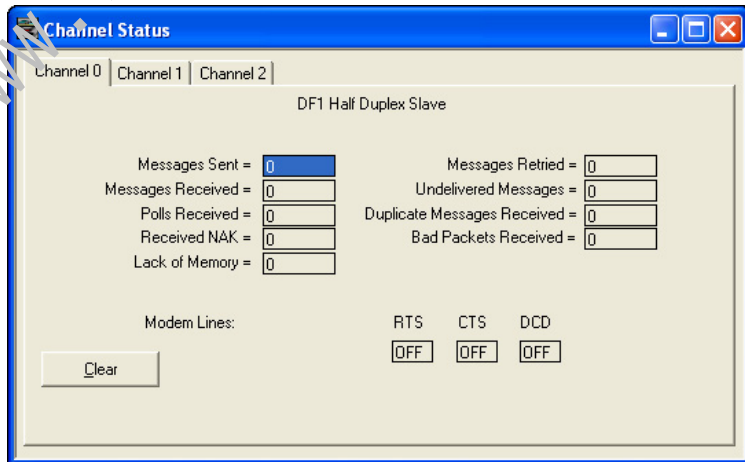 Channel Status
Channel 0 Channel 1 Channel 2
DF1 Half Duplex Slave
Messages Sent = 0 Messages Retried = 0
Messages Received = 0 Undelivered Messages = 0
Polls Received = 0 Duplicate Messages Received = 0
Received NAK = 0 Bad Packets Received = 0
Lack of Memory = 0
Modem Lines: RTS CTS DCD
OFF OFF OFF
Clear